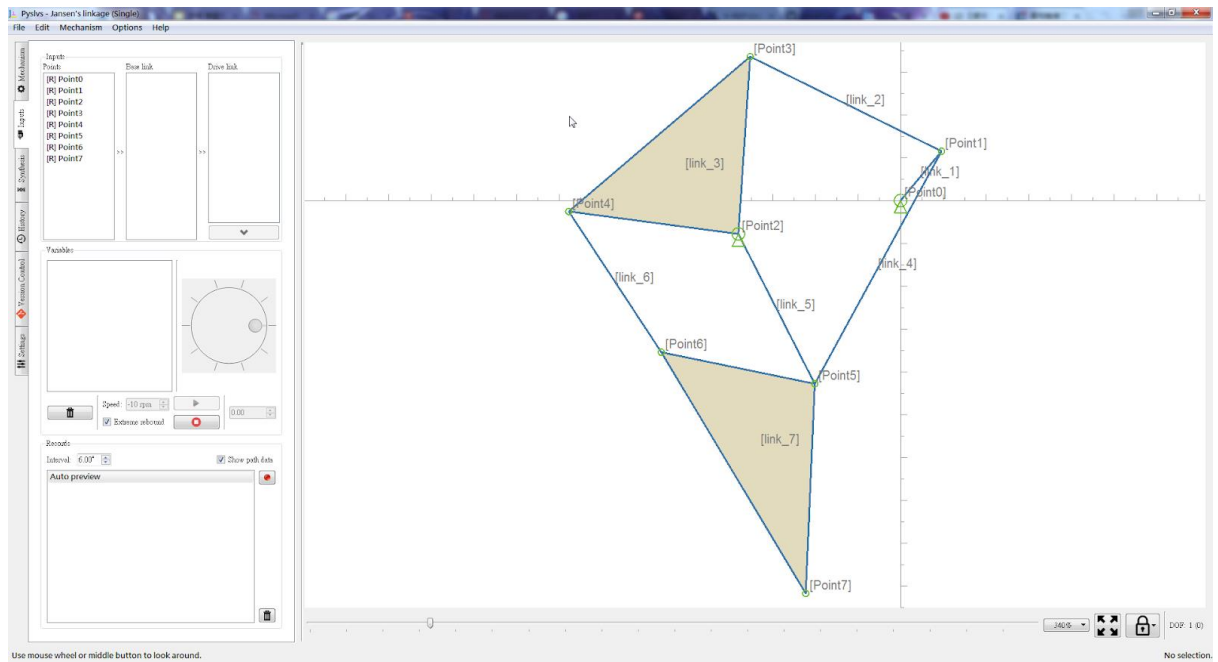 Pyslvs - Jansen's linkage (Single)
File Edit Mechanism Options Help
Mechanism
Inputs
Synthesis
History
Version Control
Settings
Inputs
Points Base link Drive link
[R] Point0
[R] Point1
[R] Point2
[R] Point3
[R] Point4
[R] Point5
[R] Point6
[R] Point7
>> >>
Variables
Speed: -10 rpm
Extreme rebound
0.00
Records
Interval: 6.00° Show path data
Auto preview
[Point3]
[link_2]
[Point1]
[link_3]
[link_1]
[Point0]
[Point4]
[Point2]
[link_4]
[link_6]
[link_5]
[Point6]
[Point5]
[link_7]
[Point7]
340%
DOF: 1 (0)
Use mouse wheel or middle button to look around.
No selection.